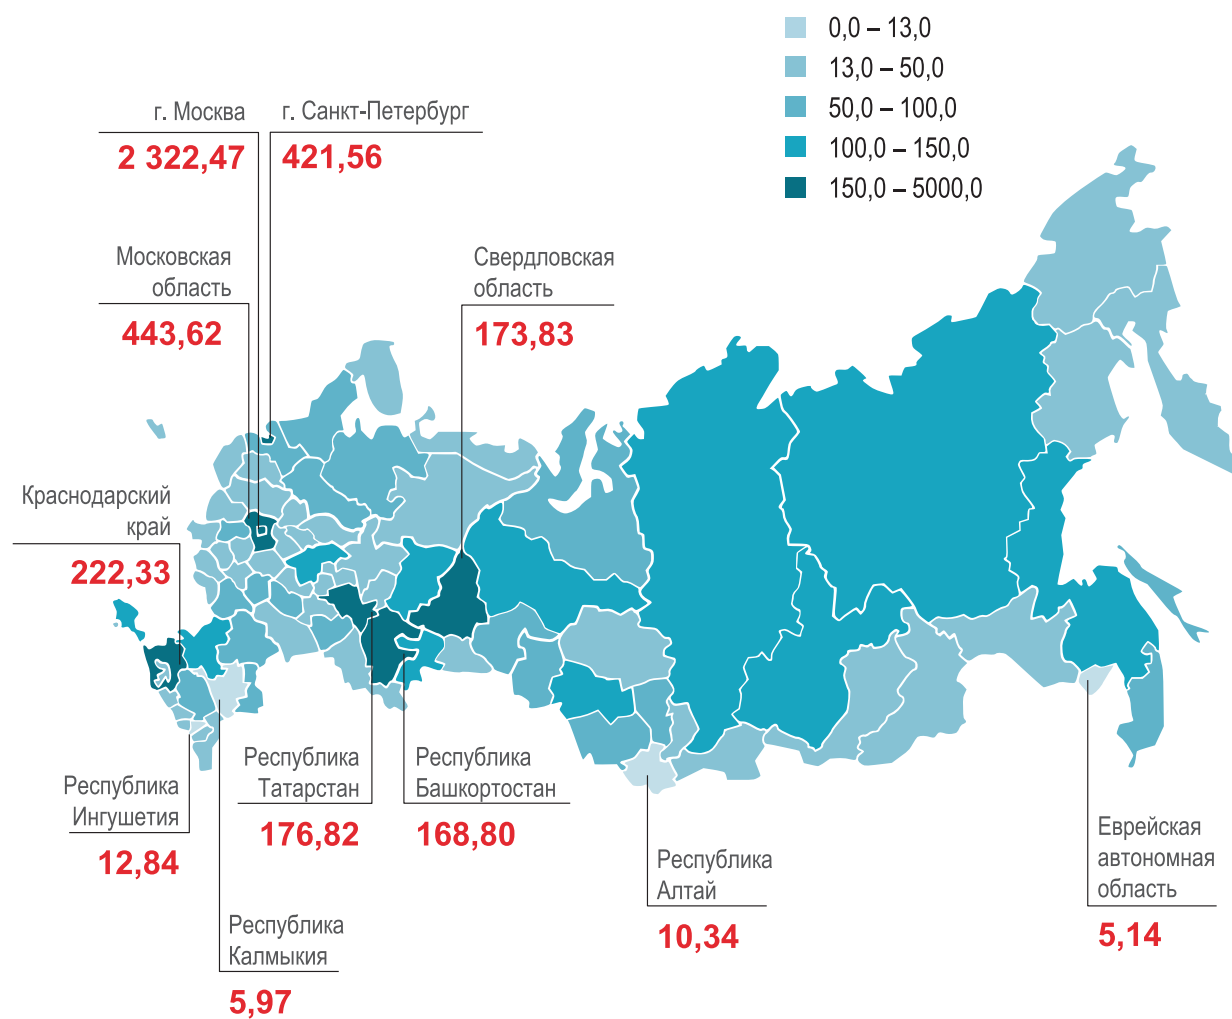 0,0 – 13,0
13,0 – 50,0
50,0 – 100,0
100,0 – 150,0
150,0 – 5000,0
г. Москва
2 322,47
г. Санкт-Петербург
421,56
Московская
область
443,62
Свердловская
область
173,83
Краснодарский
край
222,33
Республика
Ингушетия
12,84
Республика
Татарстан
176,82
Республика
Башкортостан
168,80
Республика
Калмыкия
5,97
Республика
Алтай
10,34
Еврейская
автономная
область
5,14